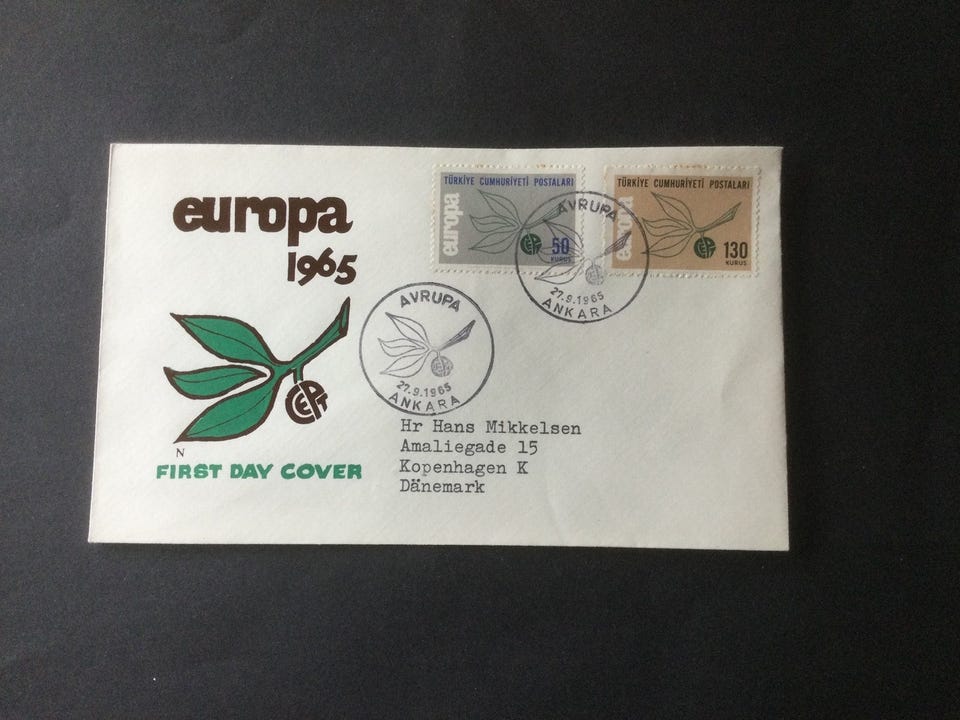 europa
1965
CEPT
N
FIRST DAY COVER
TÜRKİYE CUMHURİYETİ POSTALARI
europa
CEPT
50
KURUŞ
TÜRKİYE CUMHURİYETİ POSTALARI
europa
CEPT
130
KURUŞ
AVRUPA
27.9.1965
ANKARA
AVRUPA
27.9.1965
ANKARA
Hr Hans Mikkelsen
Amaliegade 15
Kopenhagen K
Dänemark